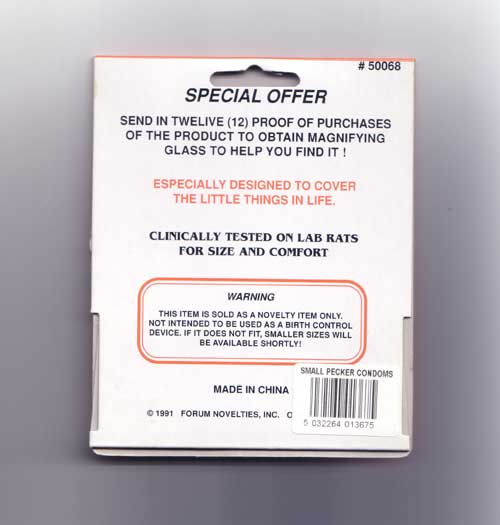 # 50068
SPECIAL OFFER
SEND IN TWELIVE (12) PROOF OF PURCHASES
OF THE PRODUCT TO OBTAIN MAGNIFYING
GLASS TO HELP YOU FIND IT !
ESPECIALLY DESIGNED TO COVER
THE LITTLE THINGS IN LIFE.
CLINICALLY TESTED ON LAB RATS
FOR SIZE AND COMFORT
WARNING
THIS ITEM IS SOLD AS A NOVELTY ITEM ONLY.
NOT INTENDED TO BE USED AS A BIRTH CONTROL
DEVICE. IF IT DOES NOT FIT, SMALLER SIZES WILL
BE AVAILABLE SHORTLY!
SMALL PECKER CONDOMS
MADE IN CHINA
© 1991 FORUM NOVELTIES, INC.
5 032264 013675